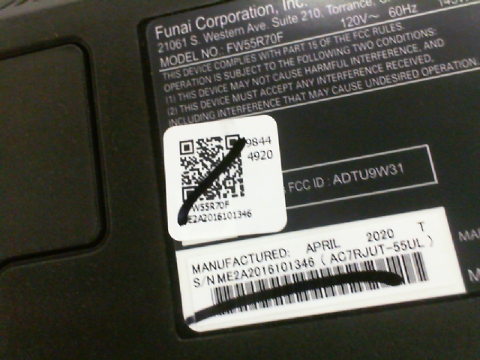 Funai Corporation, Inc.
21061 S. Western Ave. Suite 210, Torrance,
MODEL NO : FW55R70F 120V~ 60Hz
THIS DEVICE COMPLIES WITH PART 15 OF THE FCC RULES.
OPERATION IS SUBJECT TO THE FOLLOWING TWO CONDITIONS:
(1) THIS DEVICE MAY NOT CAUSE HARMFUL INTERFERENCE, AND
(2) THIS DEVICE MUST ACCEPT ANY INTERFERENCE RECEIVED,
INCLUDING INTERFERENCE THAT MAY CAUSE UNDESIRED OPERATION.
9844
4920
FW55R70F
ME2A2016101346
FCC ID : ADTU9W31
MANUFACTURED: APRIL 2020 T
S/N ME2A2016101346 ( AC7RJUT-55UL )